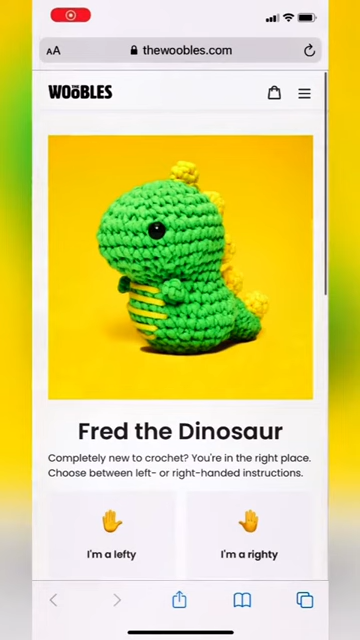 AA thewoobles.com
WOOBLES
Fred the Dinosaur
Completely new to crochet? You're in the right place.
Choose between left- or right-handed instructions.
I'm a lefty
I'm a righty